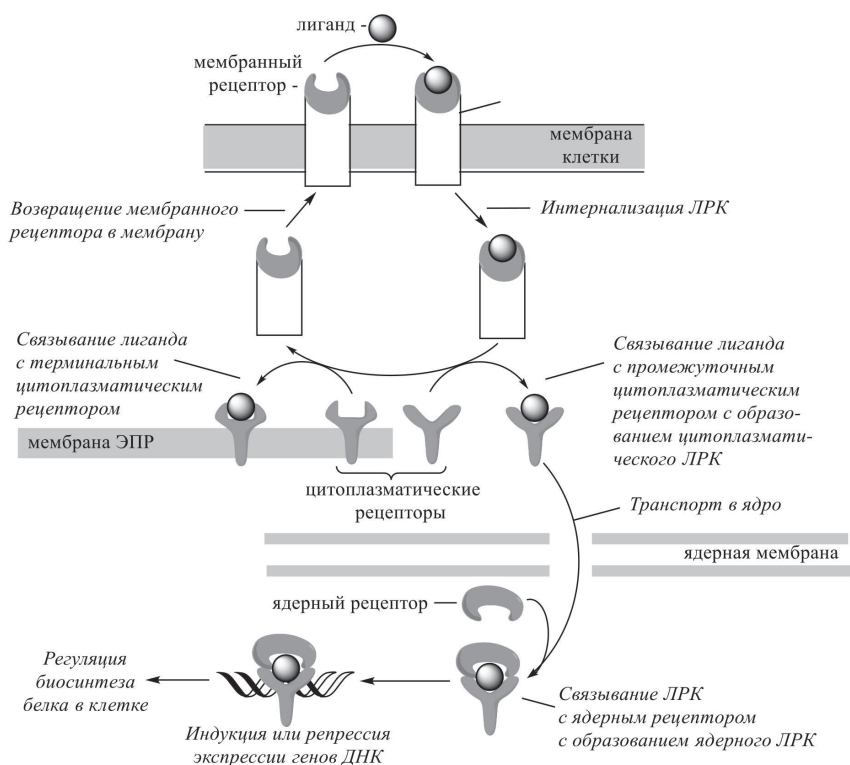 лиганд -
мембранный
рецептор -
мембрана
клетки
Возвращение мембранного
рецептора в мембрану
Интернализация ЛРК
Связывание лиганда
с терминальным
цитоплазматическим
рецептором
Связывание лиганда
с промежуточным
цитоплазматическим
рецептором с образо-
ванием цитоплазмати-
ческого ЛРК
мембрана ЭПР
цитоплазматические
рецепторы
Транспорт в ядро
ядерная мембрана
ядерный рецептор
Регуляция
биосинтеза
белка в клетке
Индукция или репрессия
экспрессии генов ДНК
Связывание ЛРК
с ядерным рецептором
с образованием ядерного ЛРК